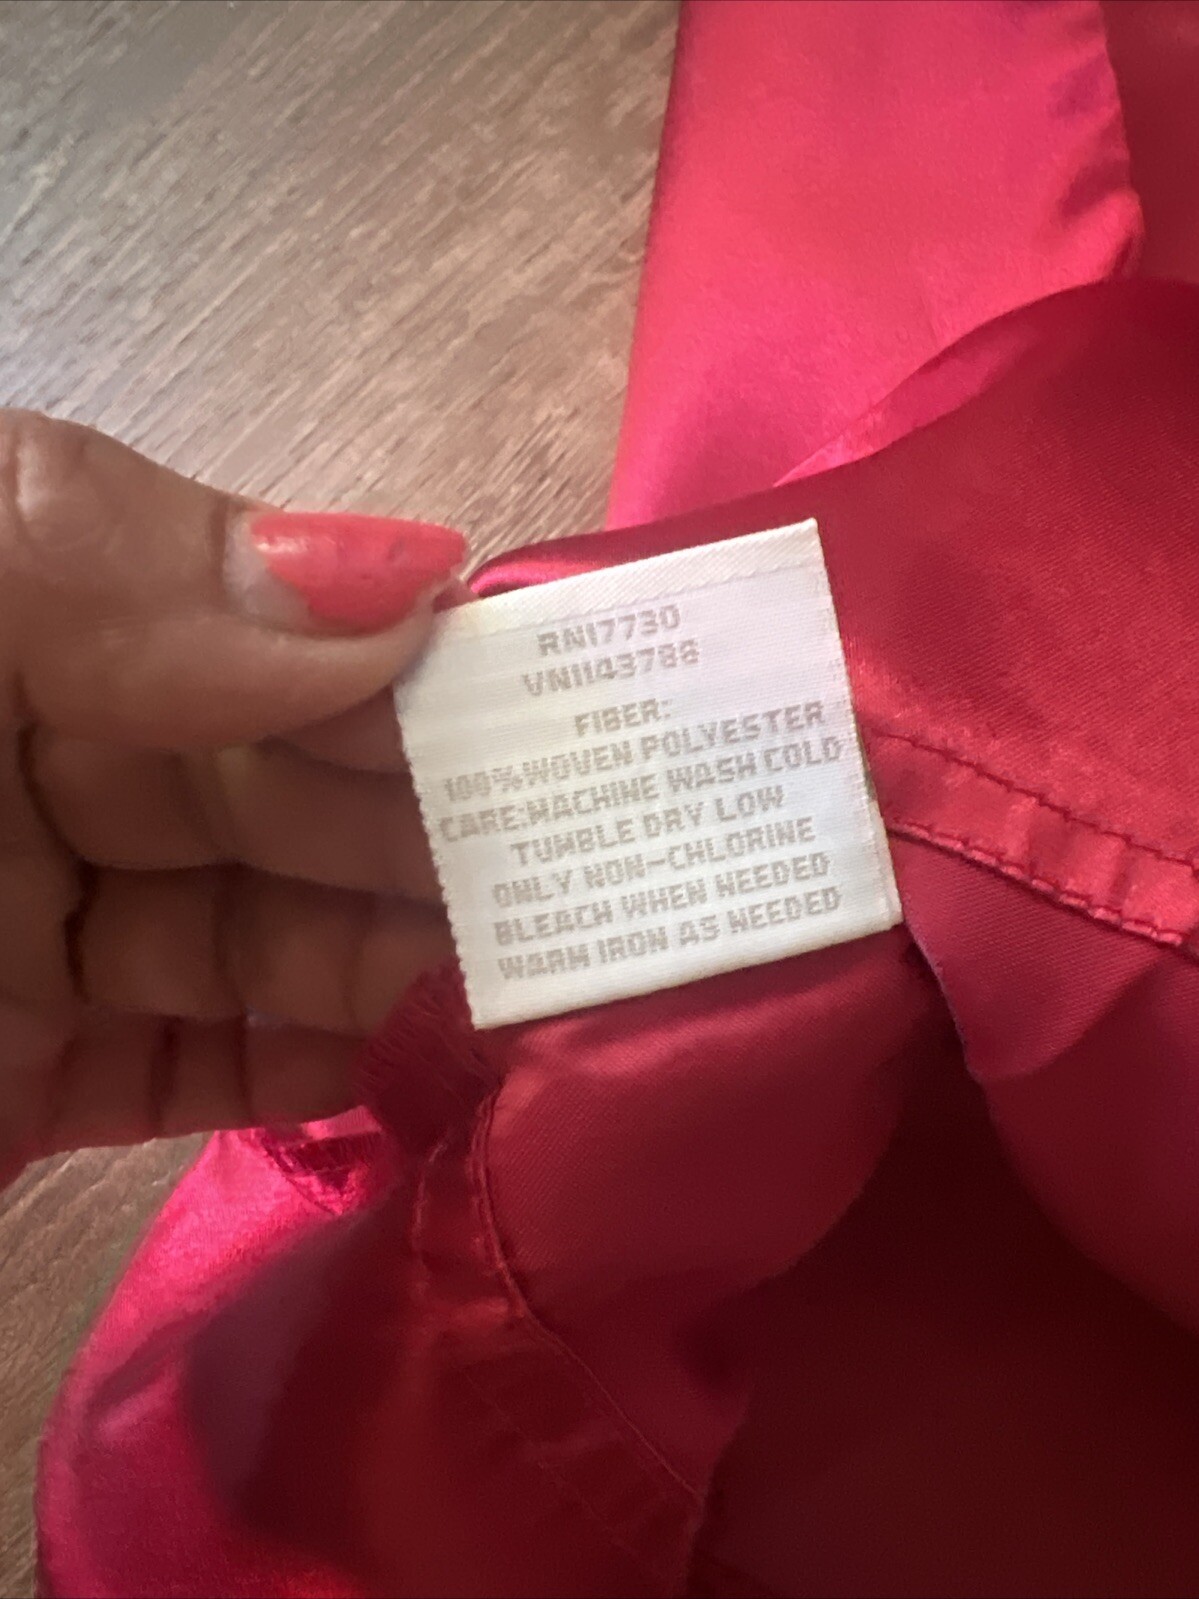 RN17730
VN1143786
FIBER:
100%WOVEN POLYESTER
CARE:MACHINE WASH COLD
TUMBLE DRY LOW
ONLY NON-CHLORINE
BLEACH WHEN NEEDED
WARM IRON AS NEEDED